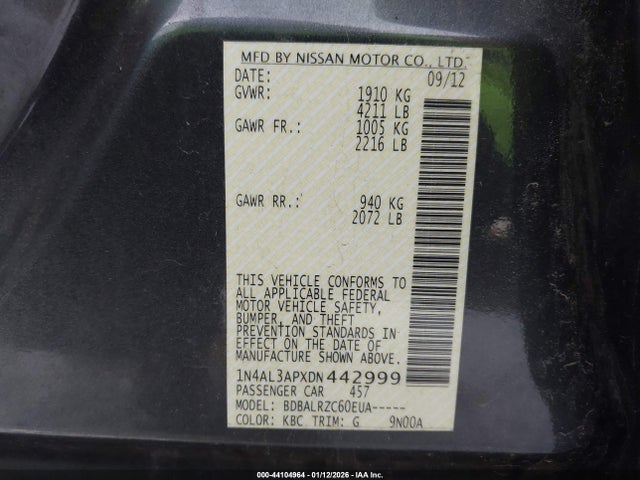 MFD BY NISSAN MOTOR CO., LTD.
DATE: 09/12
GVWR: 1910 KG
4211 LB
GAWR FR.: 1005 KG
2216 LB
GAWR RR.: 940 KG
2072 LB
THIS VEHICLE CONFORMS TO
ALL APPLICABLE FEDERAL
MOTOR VEHICLE SAFETY,
BUMPER, AND THEFT
PREVENTION STANDARDS IN
EFFECT ON THE DATE OF
MANUFACTURE SHOWN ABOVE.
1N4AL3APXDN442999
PASSENGER CAR 457
MODEL: BDBALRZC60EUA-----
COLOR: KBC TRIM: G 9N00A
000-44104964 - 01/12/2026 - IAAI.COM